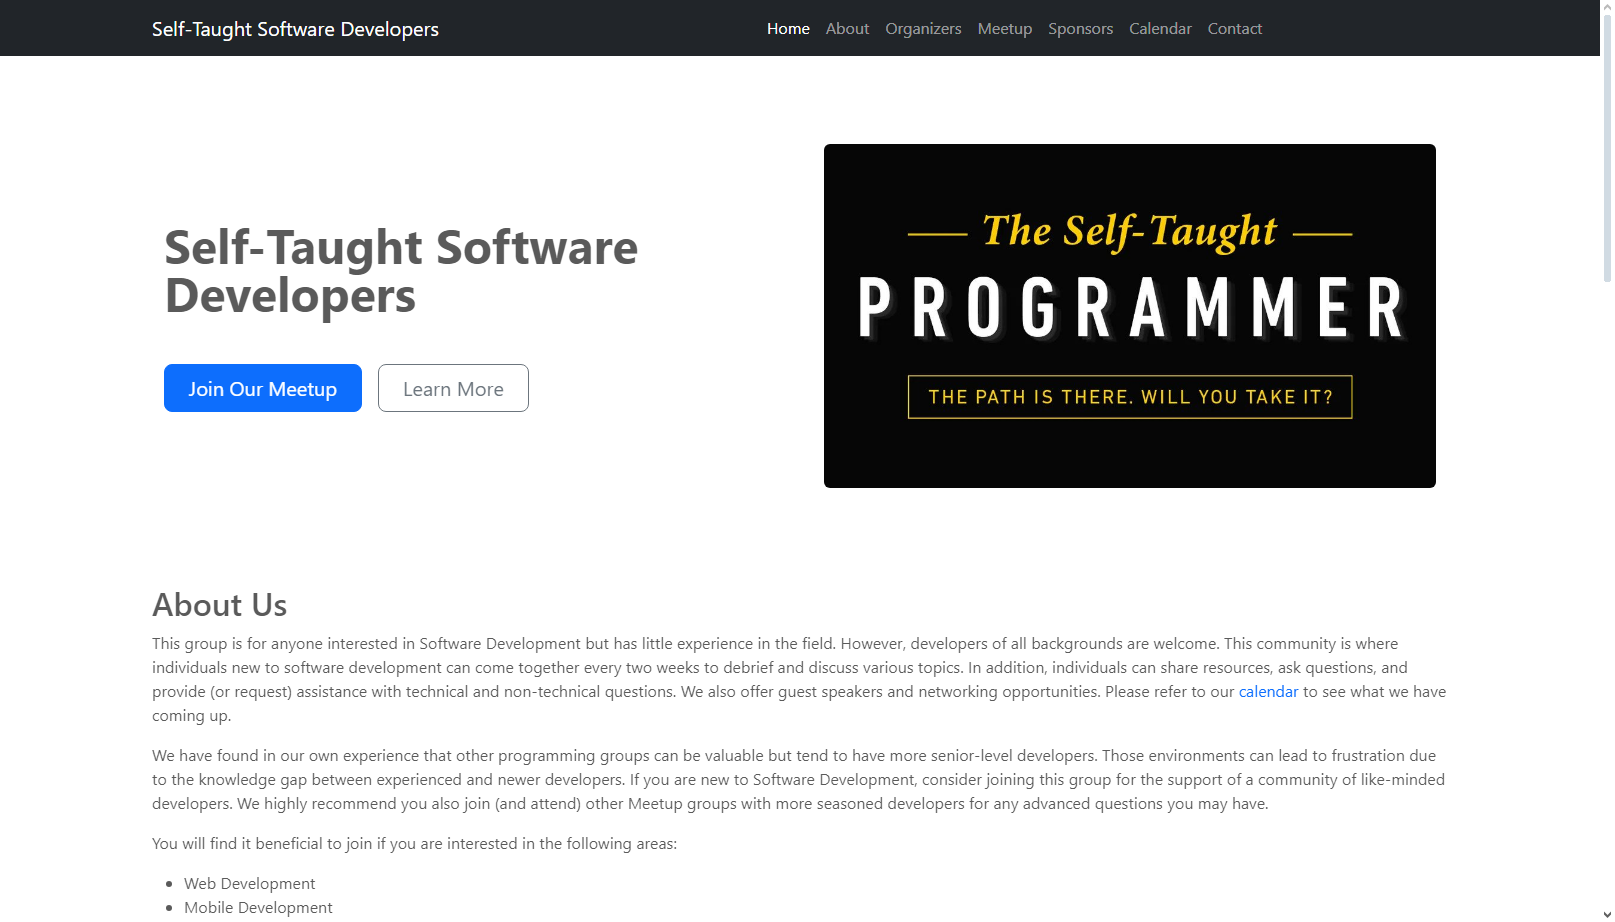 Self-Taught Software Developers
Home About Organizers Meetup Sponsors Calendar Contact
Self-Taught Software
Developers
Join Our Meetup Learn More
The Self-Taught
PROGRAMMER
THE PATH IS THERE. WILL YOU TAKE IT?
About Us
This group is for anyone interested in Software Development but has little experience in the field. However, developers of all backgrounds are welcome. This community is where
individuals new to software development can come together every two weeks to debrief and discuss various topics. In addition, individuals can share resources, ask questions, and
provide (or request) assistance with technical and non-technical questions. We also offer guest speakers and networking opportunities. Please refer to our calendar to see what we have
coming up.
We have found in our own experience that other programming groups can be valuable but tend to have more senior-level developers. Those environments can lead to frustration due
to the knowledge gap between experienced and newer developers. If you are new to Software Development, consider joining this group for the support of a community of like-minded
developers. We highly recommend you also join (and attend) other Meetup groups with more seasoned developers for any advanced questions you may have.
You will find it beneficial to join if you are interested in the following areas:
• Web Development
• Mobile Development